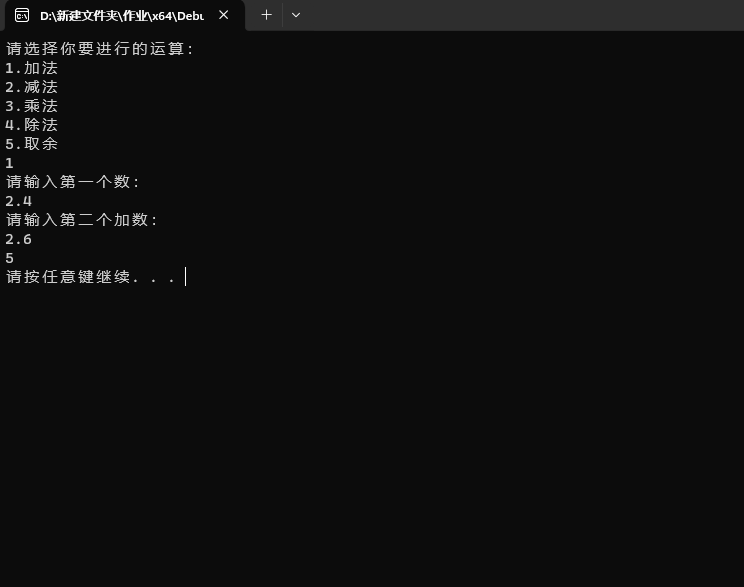 D:\新建文件夹\作业\x64\Debu
请选择你要进行的运算:
1.加法
2.减法
3.乘法
4.除法
5.取余
1
请输入第一个数:
2.4
请输入第二个加数:
2.6
5
请按任意键继续. . .